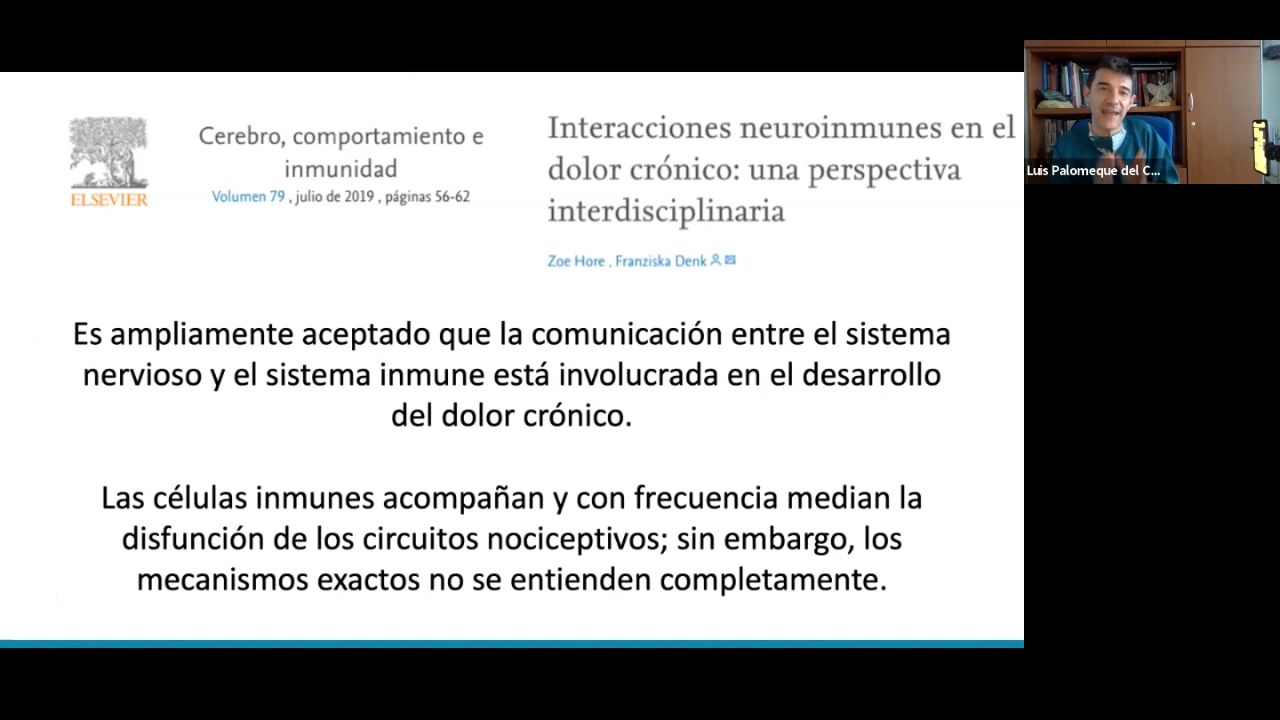 Cerebro, comportamiento e
inmunidad
Volumen 79 , julio de 2019 , páginas 56-62
ELSEVIER
Interacciones neuroinmunes en el
dolor crónico: una perspectiva
interdisciplinaria
Zoe Hore , Franziska Denk
Es ampliamente aceptado que la comunicación entre el sistema
nervioso y el sistema inmune está involucrada en el desarrollo
del dolor crónico.
Las células inmunes acompañan y con frecuencia median la
disfunción de los circuitos nociceptivos; sin embargo, los
mecanismos exactos no se entienden completamente.
Luis Palomeque del C...